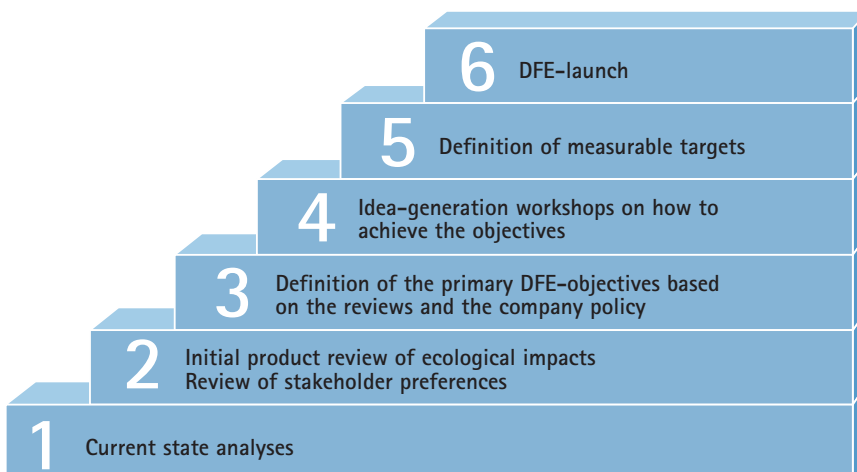 6 DFE-launch
5 Definition of measurable targets
4 Idea-generation workshops on how to
achieve the objectives
3 Definition of the primary DFE-objectives based
on the reviews and the company policy
2 Initial product review of ecological impacts
Review of stakeholder preferences
1 Current state analyses